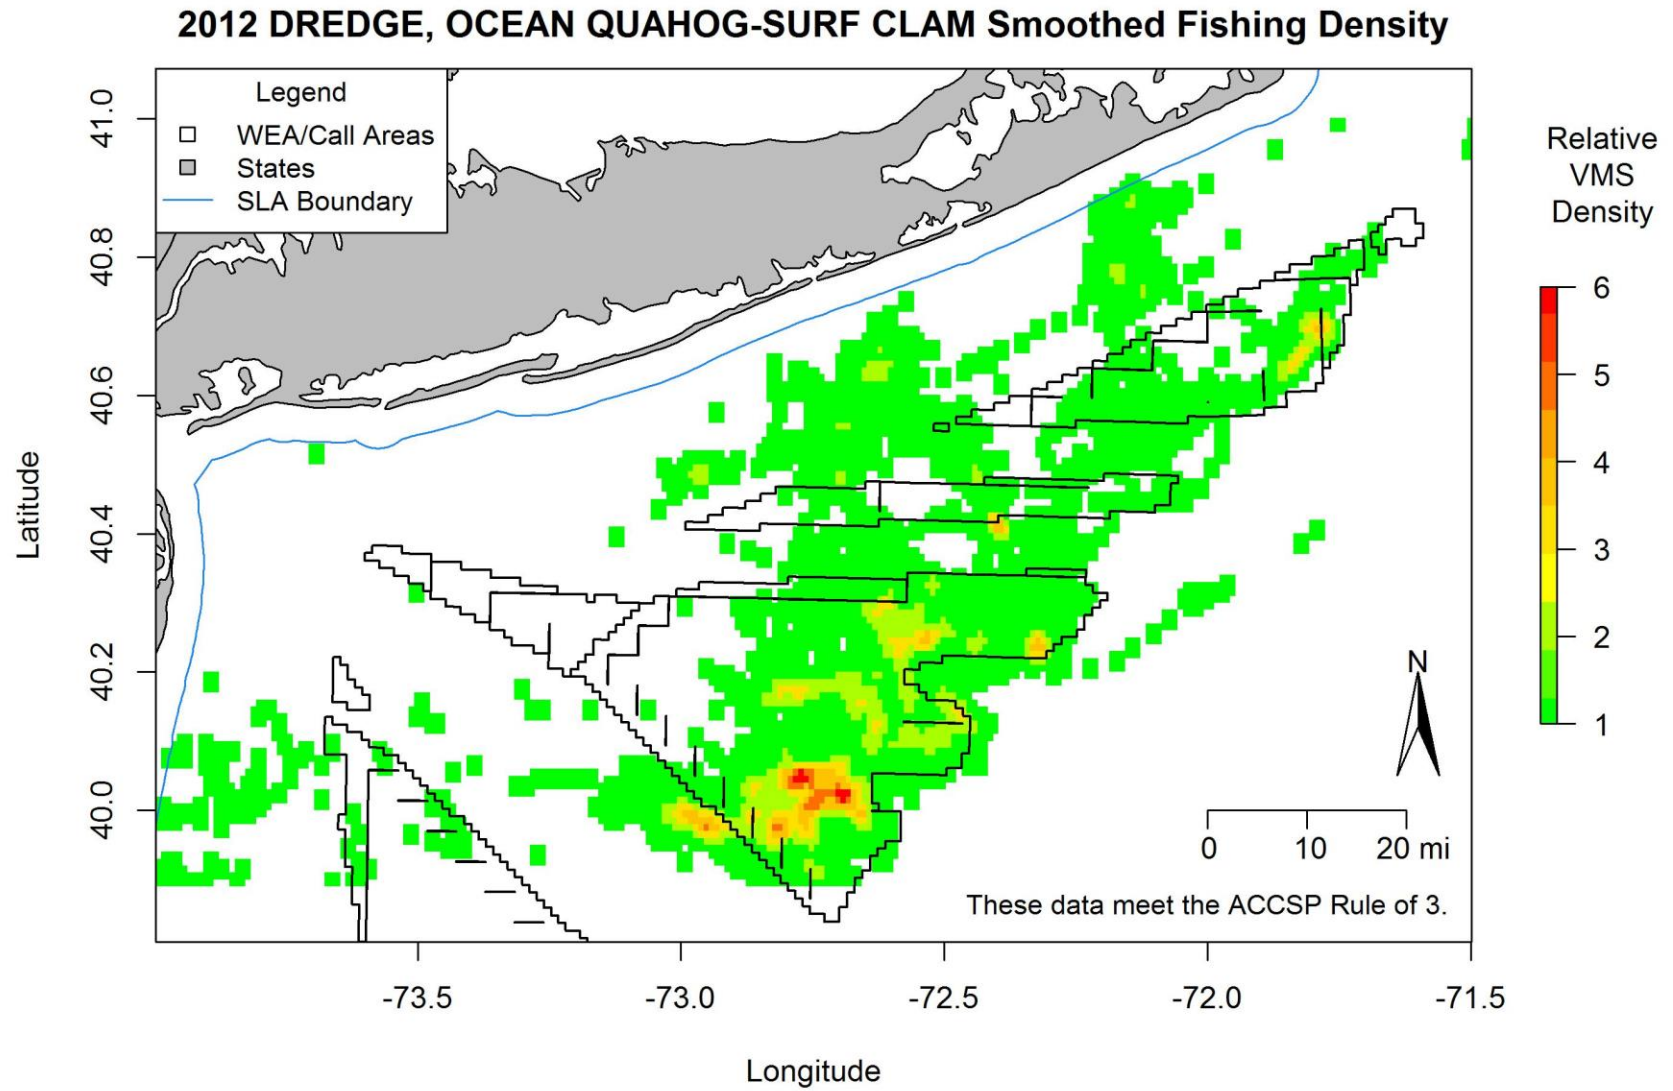 2012 DREDGE, OCEAN QUAHOG-SURF CLAM Smoothed Fishing Density
Legend
WEA/Call Areas
States
SLA Boundary
Latitude
41.0
40.8
40.6
40.4
40.2
40.0
-73.5
-73.0
-72.5
-72.0
-71.5
Longitude
N
0 10 20 mi
These data meet the ACCSP Rule of 3.
Relative
VMS
Density
6
5
4
3
2
1